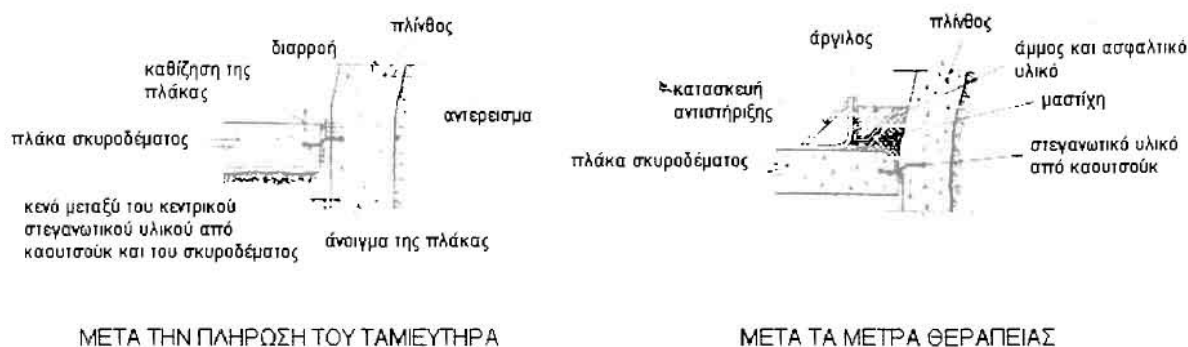 πλίνθος
διαρροή
καθίζηση της
πλάκας
αντερεισμα
πλάκα σκυροδέματος
κενό μεταξύ του κεντρικού
στεγανωτικού υλικού από
καουτσούκ και του σκυροδέματος
άνοιγμα της πλάκας
ΜΕΤΑ ΤΗΝ ΠΛΗΡΩΣΗ ΤΟΥ ΤΑΜΙΕΥΤΗΡΑ
πλίνθος
άργιλος
άμμος και ασφαλτικό
υλικό
κατασκευή
αντιστήριξης
μαστίχη
πλάκα σκυροδέματος
στεγανωτικό υλικό
από καουτσούκ
ΜΕΤΑ ΤΑ ΜΕΤΡΑ ΘΕΡΑΠΕΙΑΣ